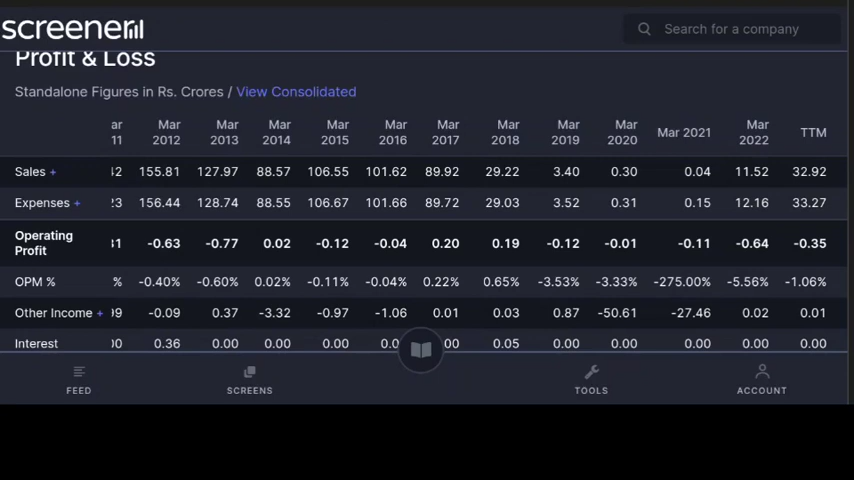 screener
Search for a company
Profit & Loss
Standalone Figures in Rs. Crores / View Consolidated
ar 11 Mar 2012 Mar 2013 Mar 2014 Mar 2015 Mar 2016 Mar 2017 Mar 2018 Mar 2019 Mar 2020 Mar 2021 Mar 2022 TTM
Sales + 42 155.81 127.97 88.57 106.55 101.62 89.92 29.22 3.40 0.30 0.04 11.52 32.92
Expenses + 23 156.44 128.74 88.55 106.67 101.66 89.72 29.03 3.52 0.31 0.15 12.16 33.27
Operating Profit -0.63 -0.77 0.02 -0.12 -0.04 0.20 0.19 -0.12 -0.01 -0.11 -0.64 -0.35
OPM % % -0.40% -0.60% 0.02% -0.11% -0.04% 0.22% 0.65% -3.53% -3.33% -275.00% -5.56% -1.06%
Other Income + 99 -0.09 0.37 -3.32 -0.97 -1.06 0.01 0.03 0.87 -50.61 -27.46 0.02 0.01
Interest 00 0.36 0.00 0.00 0.00 0.0 00 0.05 0.00 0.00 0.00 0.00 0.00
FEED SCREENS TOOLS ACCOUNT